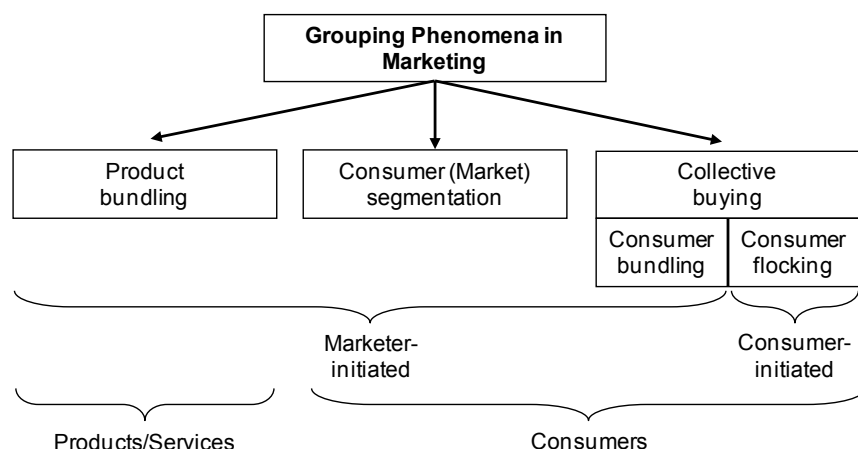 Grouping Phenomena in
Marketing
Product
bundling
Consumer (Market)
segmentation
Collective
buying
Consumer
bundling
Consumer
flocking
Marketer-
initiated
Consumer-
initiated
Products/Services
Consumers